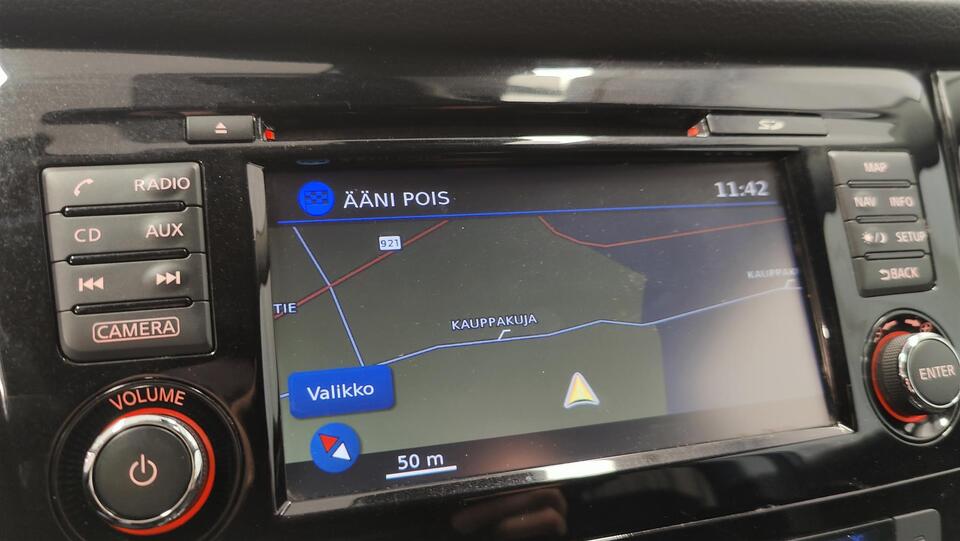 RADIO
CD AUX
CAMERA
VOLUME
ÄÄNI POIS
11:42
921
TIE
KAUPPAKUJA
KAUPPAK
Valikko
50 m
SD
MAP
NAV INFO
SETUP
BACK
ENTER